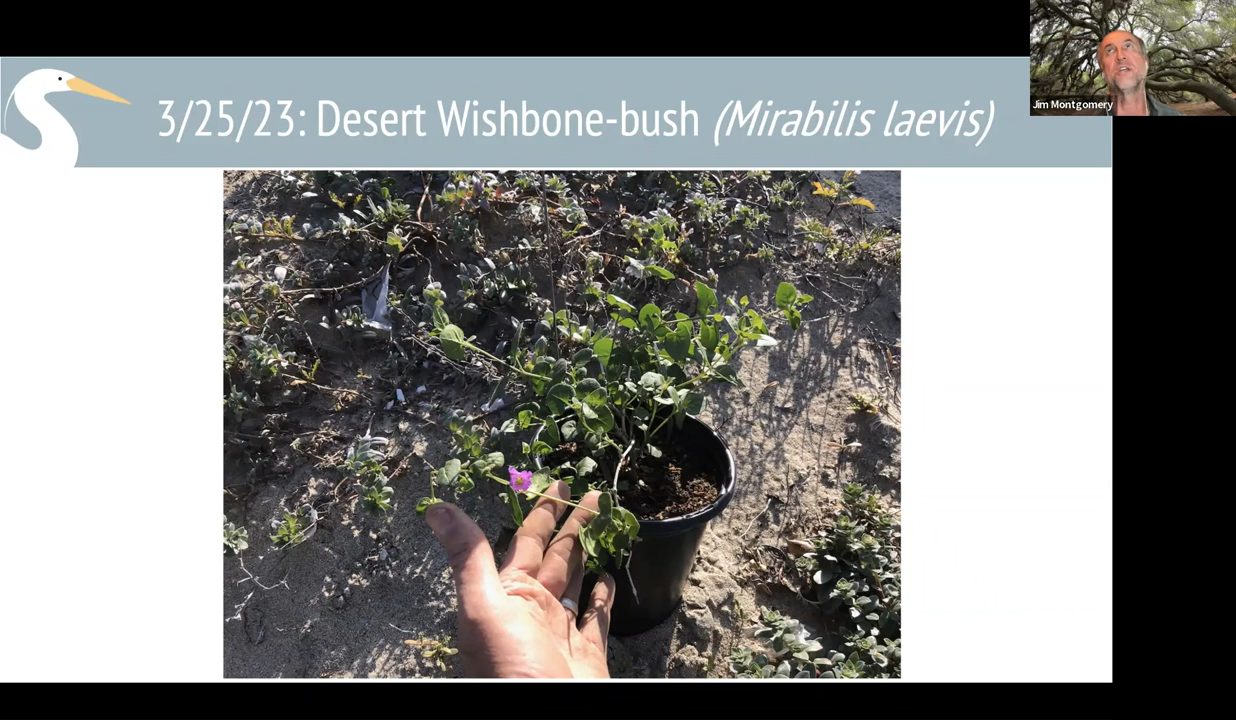 3/25/23: Desert Wishbone-bush (Mirabilis laevis)
Jim Montgomery